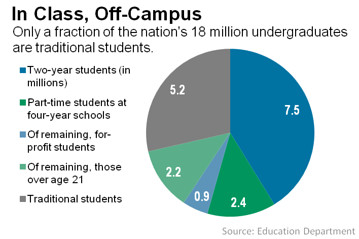 In Class, Off-Campus
Only a fraction of the nation's 18 million undergraduates
are traditional students.
Two-year students (in
millions)
Part-time students at
four-year schools
Of remaining, for-
profit students
Of remaining, those
over age 21
Traditional students
7.5
2.4
0.9
2.2
5.2
Source: Education Department